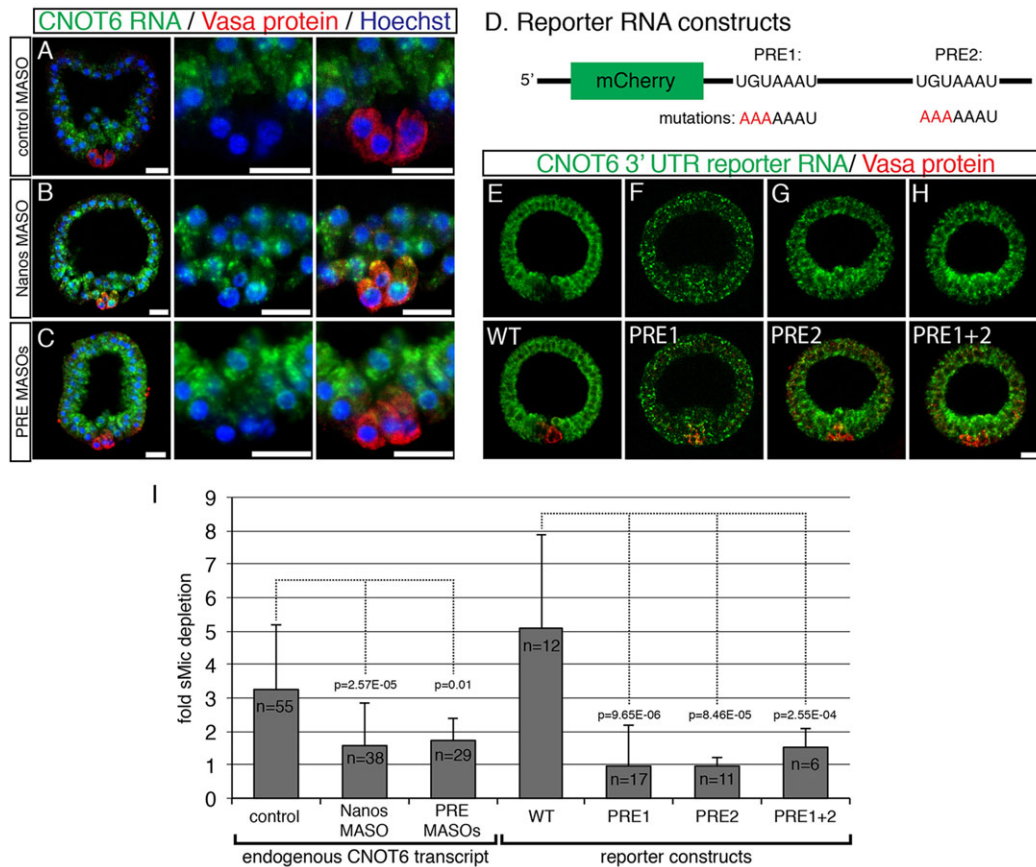 CNOT6 RNA / Vasa protein / Hoechst
A
control MASO
B
Nanos MASO
C
PRE MASOs
D. Reporter RNA constructs
PRE1:
PRE2:
5'
mCherry
UGUAAAU
UGUAAAU
mutations: AAAAAAU
AAAAAAU
CNOT6 3' UTR reporter RNA/ Vasa protein
E
F
G
H
WT
PRE1
PRE2
PRE1+2
I
fold sMic depletion
9
8
7
6
5
4
3
2
1
0
p=2.57E-05
p=0.01
p=9.65E-06
p=8.46E-05
p=2.55E-04
n=55
n=38
n=29
n=12
n=17
n=11
n=6
control
Nanos
MASO
PRE
MASOs
WT
PRE1
PRE2
PRE1+2
endogenous CNOT6 transcript
reporter constructs